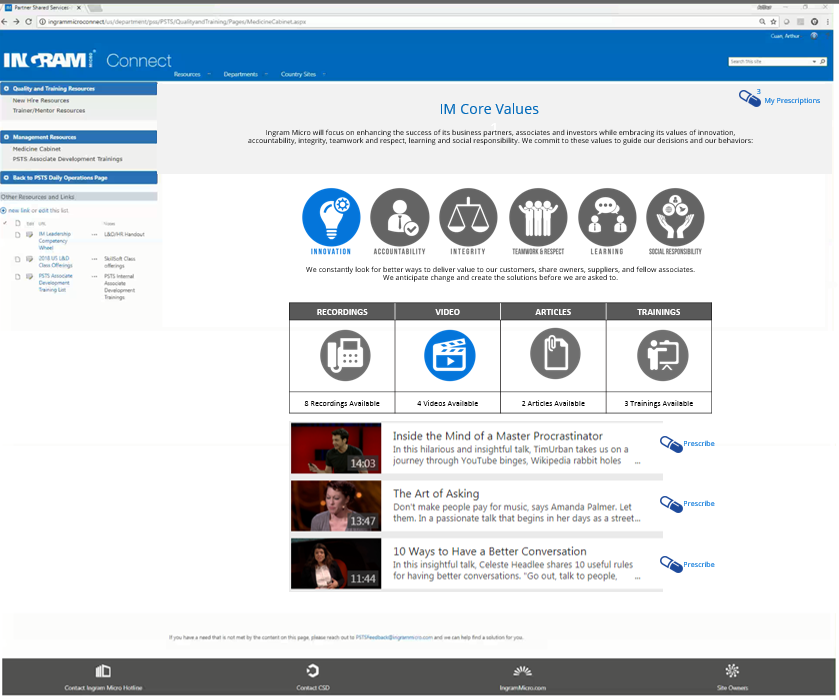 Partner Shared Services /
ingrammicroconnect/us/department/pss/PSTS/QualityandTraining/Pages/MedicineCabinet.aspx
Cuan, Arthur
INGRAM MICRO Connect
Search this site
Resources Departments Country Sites
Quality and Training Resources
New Hire Resources
Trainer/Mentor Resources
Management Resources
Medicine Cabinet
PSTS Associate Development Trainings
Back to PSTS Daily Operations Page
Other Resources and Links
new link or edit this list
Edit URL Notes
IM Leadership Competency Wheel ... L&D/HR Handout
2018 US L&D Class Offerings ... SkillSoft Class offerings
PSTS Associate Development Training List ... PSTS Internal Associate Development Trainings
3
My Prescriptions
IM Core Values
Ingram Micro will focus on enhancing the success of its business partners, associates and investors while embracing its values of innovation,
accountability, integrity, teamwork and respect, learning and social responsibility. We commit to these values to guide our decisions and our behaviors:
INNOVATION ACCOUNTABILITY INTEGRITY TEAMWORK & RESPECT LEARNING SOCIAL RESPONSIBILITY
We constantly look for better ways to deliver value to our customers, share owners, suppliers, and fellow associates.
We anticipate change and create the solutions before we are asked to.
RECORDINGS VIDEO ARTICLES TRAININGS
8 Recordings Available 4 Videos Available 2 Articles Available 3 Trainings Available
Inside the Mind of a Master Procrastinator
In this hilarious and insightful talk, TimUrban takes us on a
journey through YouTube binges, Wikipedia rabbit holes ...
14:03
Prescribe
The Art of Asking
Don't make people pay for music, says Amanda Palmer. Let
them. In a passionate talk that begins in her days as a street...
13:47
Prescribe
10 Ways to Have a Better Conversation
In this insightful talk, Celeste Headlee shares 10 useful rules
for having better conversations. "Go out, talk to people, ...
11:44
Prescribe
If you have a need that is not met by the content on this page, please reach out to PSTSFeedback@ingrammicro.com and we can help find a solution for you.
Contact Ingram Micro Hotline Contact CSD IngramMicro.com Site Owners